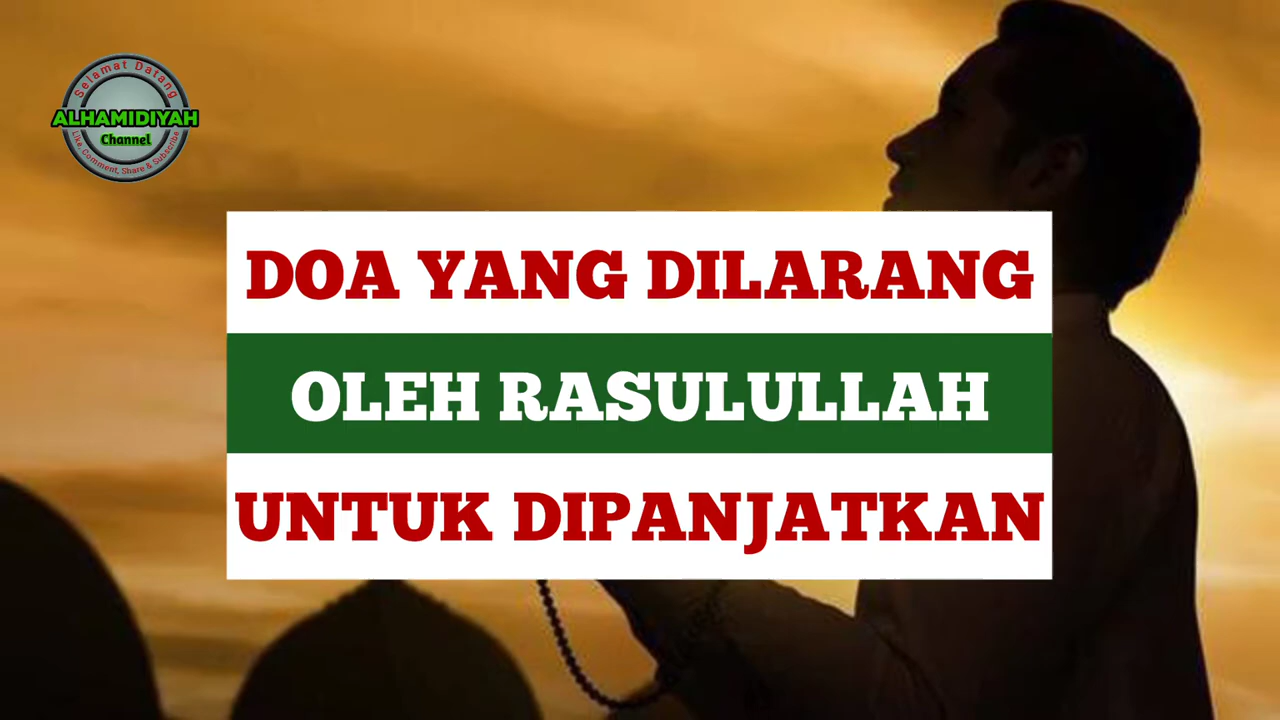 Selamat Datang
ALHAMIDIYAH
Channel
Like, Comment, Share & Subscribe
DOA YANG DILARANG
OLEH RASULULLAH
UNTUK DIPANJATKAN